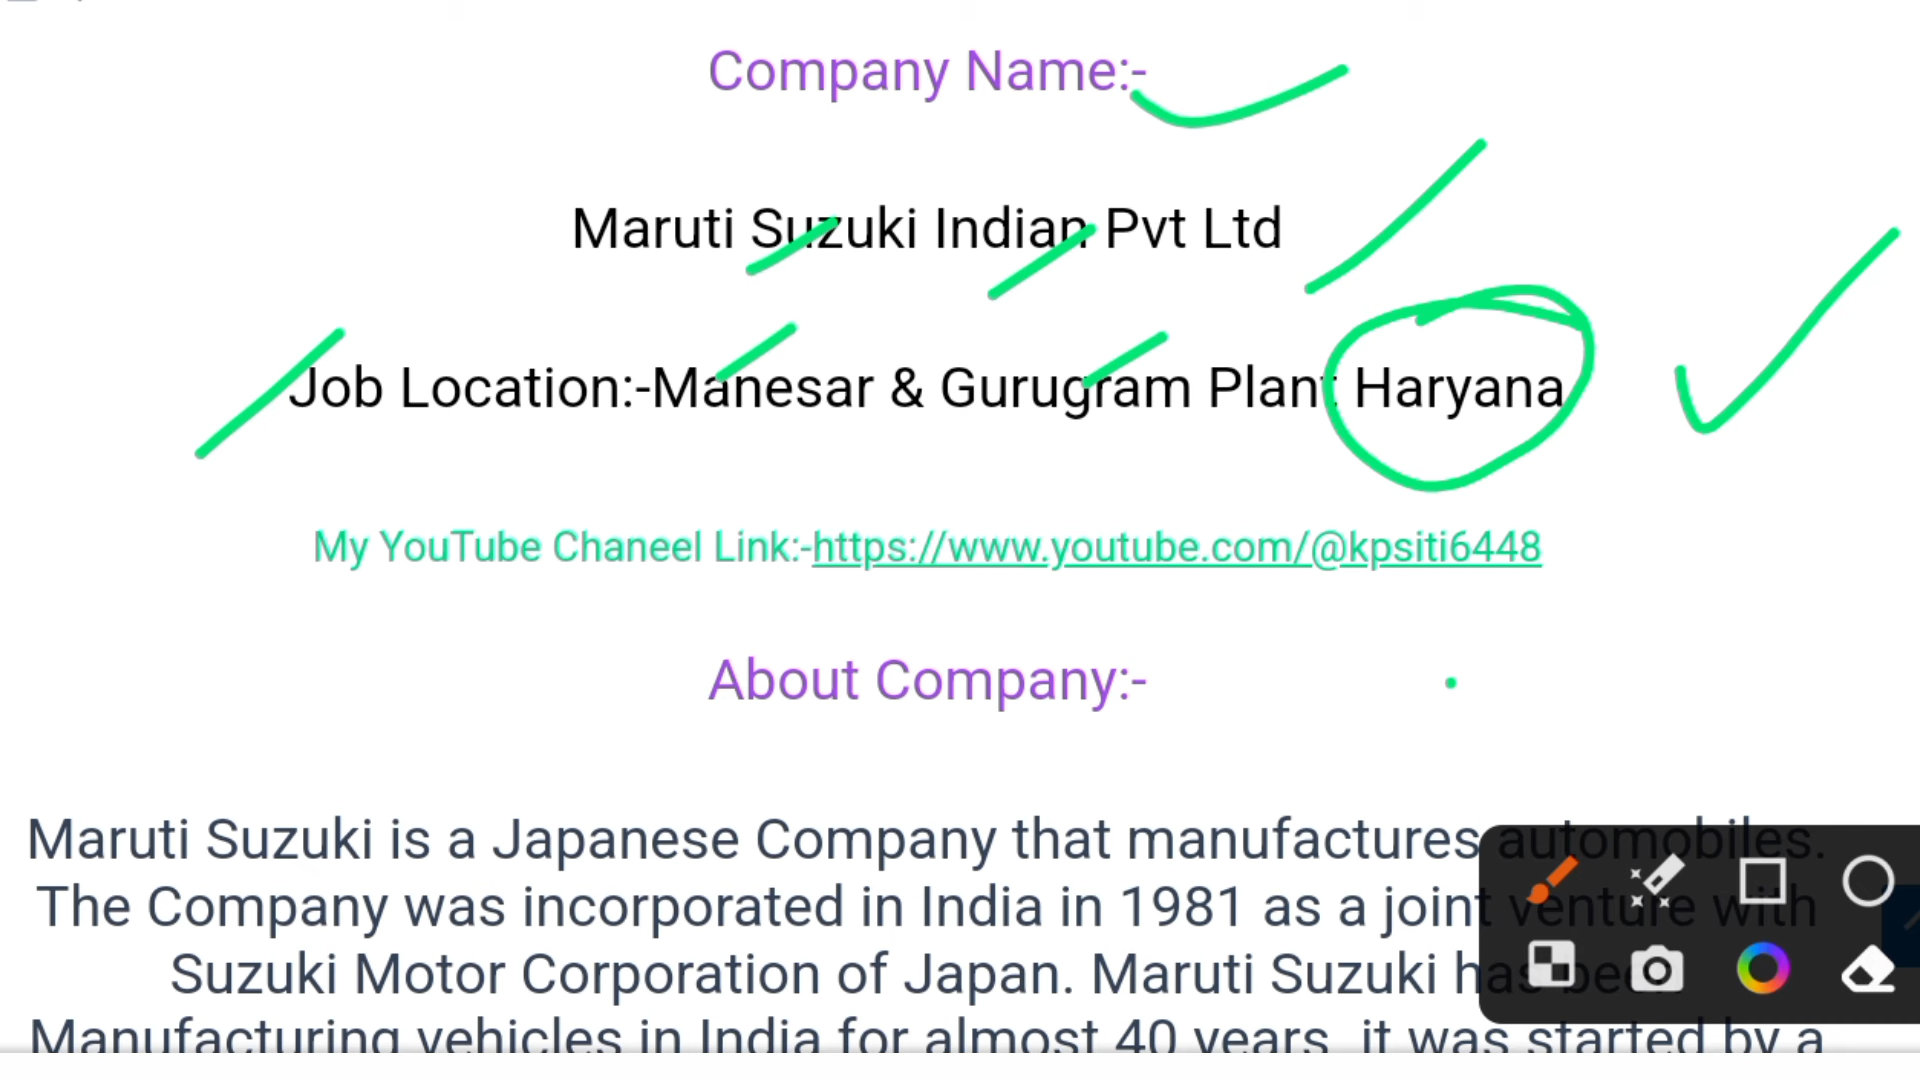 Company Name:-
Maruti Suzuki Indian Pvt Ltd
Job Location:-Manesar & Gurugram Plant Haryana
My YouTube Chaneel Link:-https://www.youtube.com/@kpsiti6448
About Company:-
Maruti Suzuki is a Japanese Company that manufactures automobiles.
The Company was incorporated in India in 1981 as a joint venture with
Suzuki Motor Corporation of Japan. Maruti Suzuki has been
Manufacturing vehicles in India for almost 40 years. it was started by a